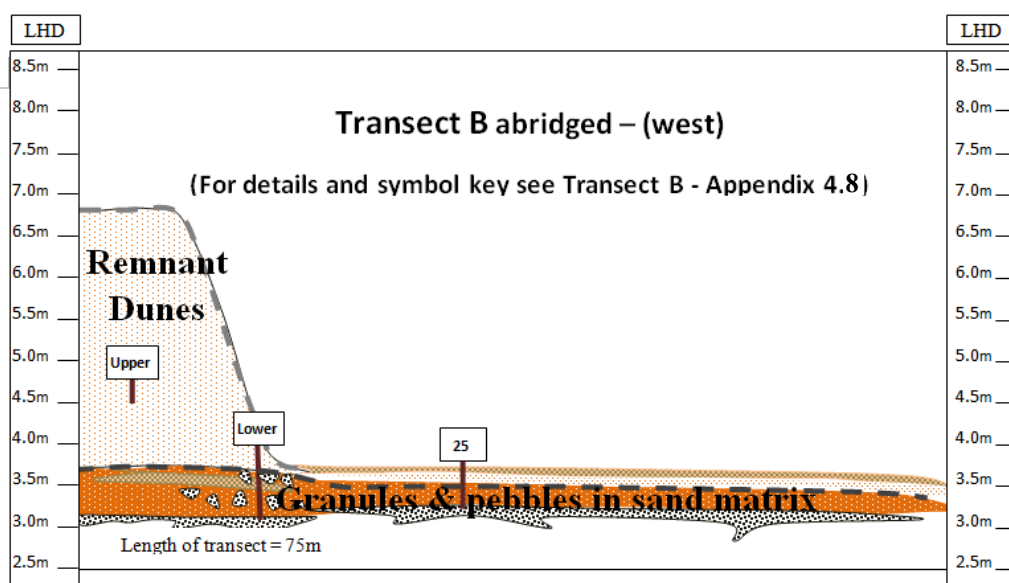 LHD
LHD
8.5m
8.0m
7.5m
7.0m
6.5m
6.0m
5.5m
5.0m
4.5m
4.0m
3.5m
3.0m
2.5m
Transect B abridged – (west)
(For details and symbol key see Transect B - Appendix 4.8)
Remnant
Dunes
Upper
Lower
25
Granules & pebbles in sand matrix
Length of transect = 75m
8.5m
8.0m
7.5m
7.0m
6.5m
6.0m
5.5m
5.0m
4.5m
4.0m
3.5m
3.0m
2.5m